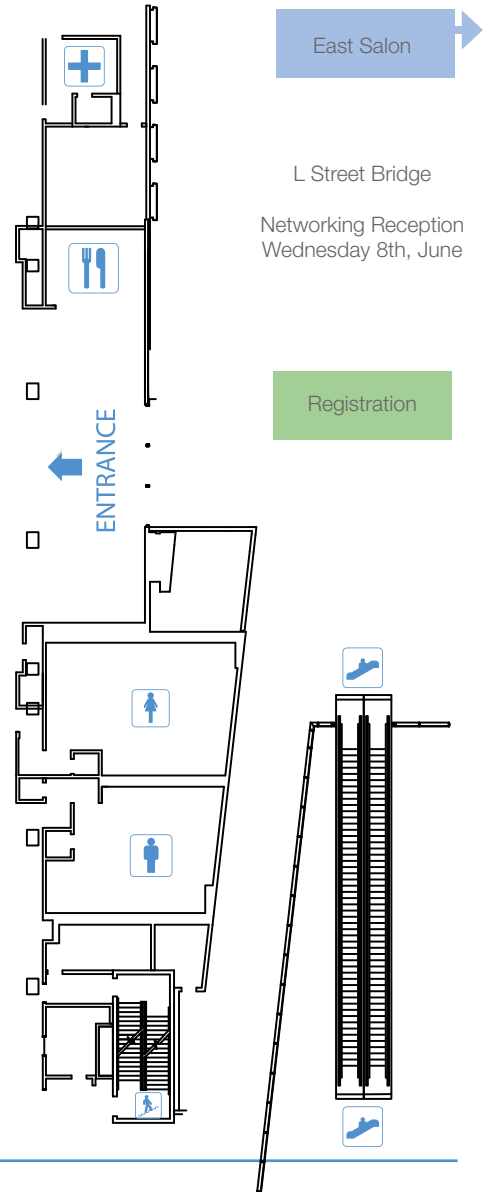 East Salon
L Street Bridge
Networking Reception
Wednesday 8th, June
Registration
ENTRANCE